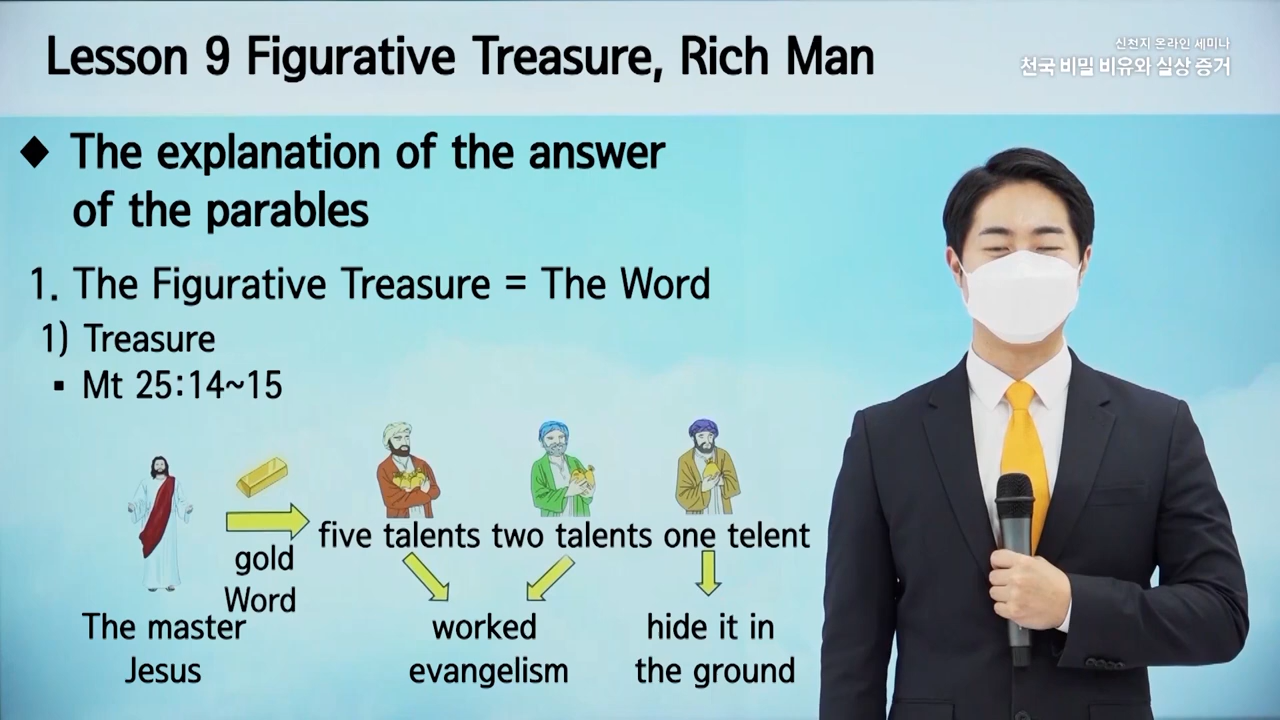 Lesson 9 Figurative Treasure, Rich Man
신천지 온라인 세미나
천국 비밀 비유와 실상 증거
◆ The explanation of the answer
of the parables
1. The Figurative Treasure = The Word
1) Treasure
▪ Mt 25:14~15
five talents two talents one telent
gold
Word
The master
Jesus
worked
evangelism
hide it in
the ground